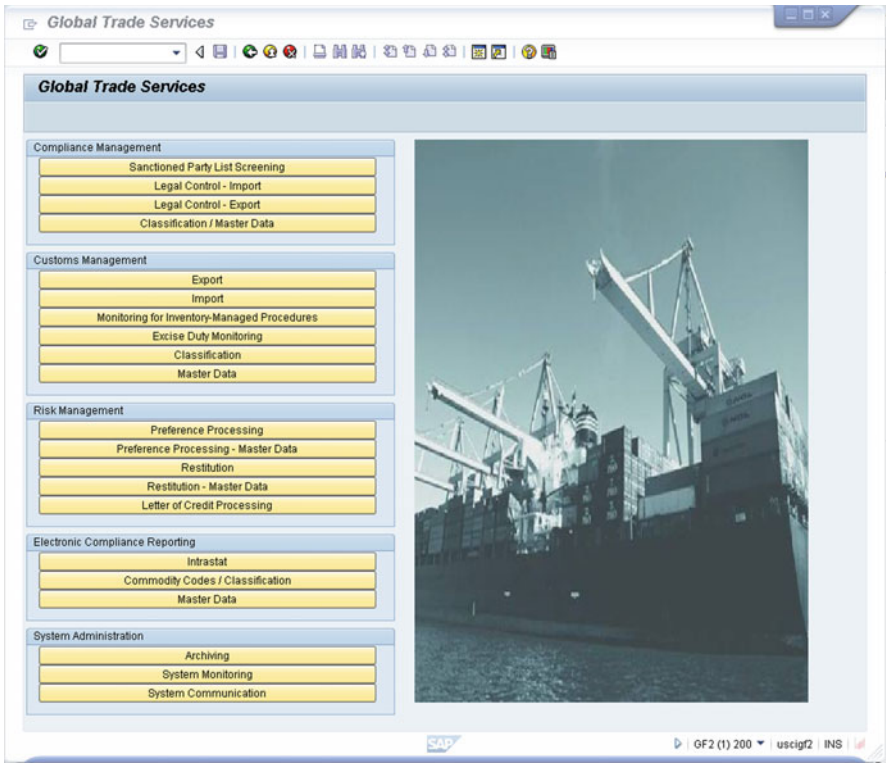 Global Trade Services
Global Trade Services
Compliance Management
Sanctioned Party List Screening
Legal Control - Import
Legal Control - Export
Classification / Master Data
Customs Management
Export
Import
Monitoring for Inventory-Managed Procedures
Excise Duty Monitoring
Classification
Master Data
Risk Management
Preference Processing
Preference Processing - Master Data
Restitution
Restitution - Master Data
Letter of Credit Processing
Electronic Compliance Reporting
Intrastat
Commodity Codes / Classification
Master Data
System Administration
Archiving
System Monitoring
System Communication
SAP
GF2 (1) 200 uscigf2 INS